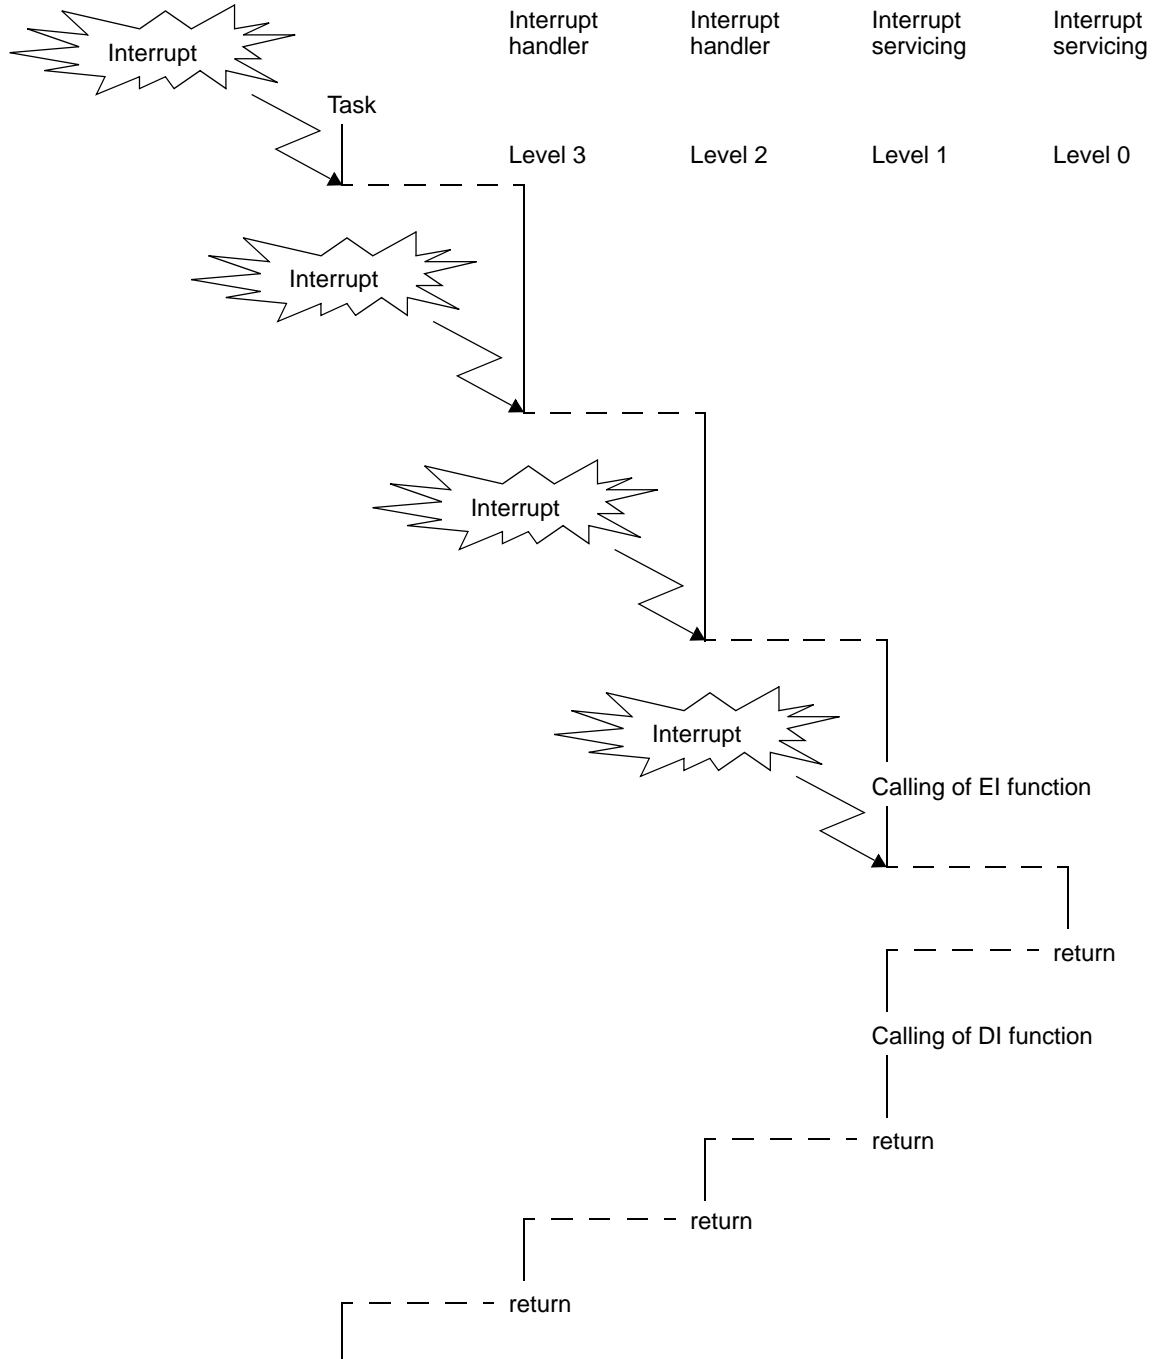 Interrupt
handler
Interrupt
handler
Interrupt
servicing
Interrupt
servicing
Interrupt
Task
Level 3
Level 2
Level 1
Level 0
Interrupt
Interrupt
Interrupt
Calling of EI function
return
Calling of DI function
return
return
return